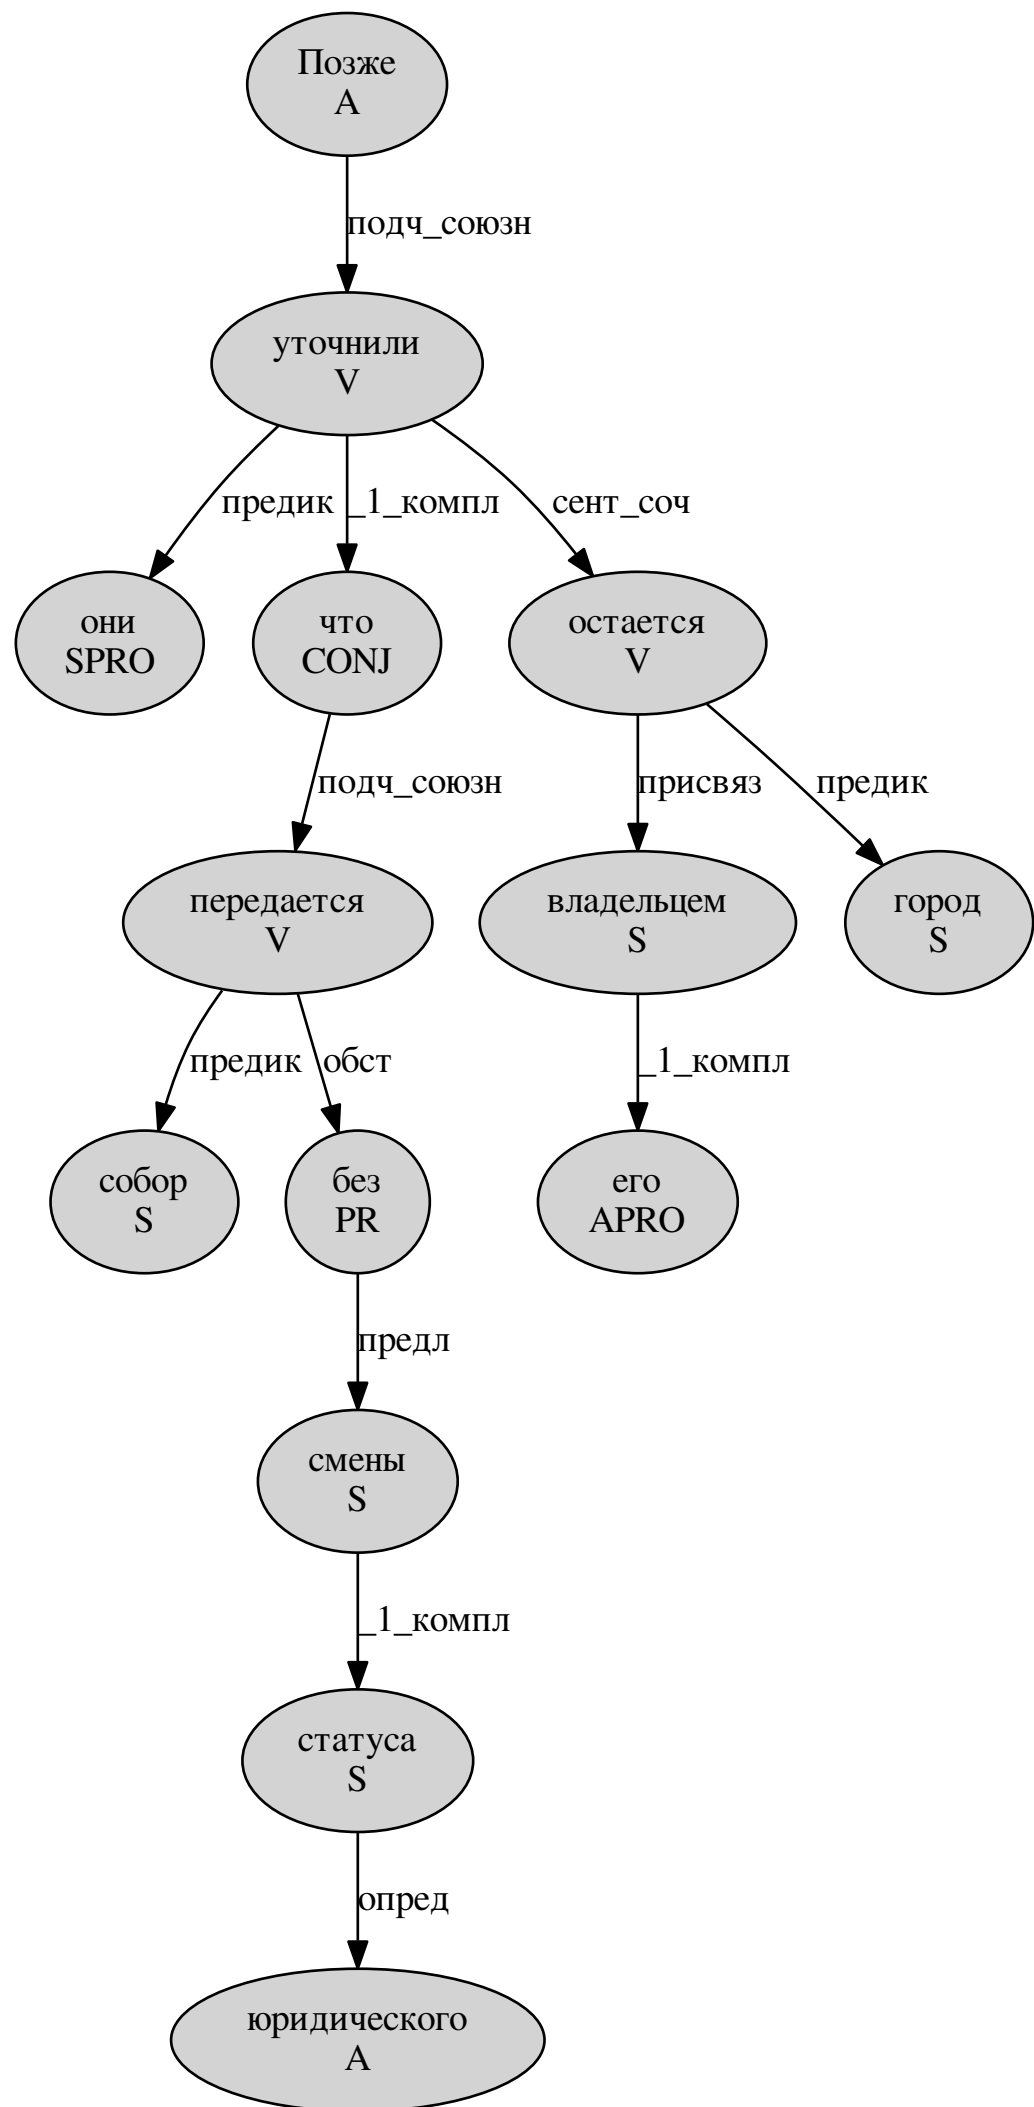 Позже
A
подч_союзн
уточнили
V
предик
_1_компл
сент_соч
они
SPRO
что
CONJ
остается
V
подч_союзн
присвяз
предик
передается
V
владельцем
S
город
S
предик
обст
_1_компл
собор
S
без
PR
его
APRO
предл
смены
S
_1_компл
статуса
S
опред
юридического
A